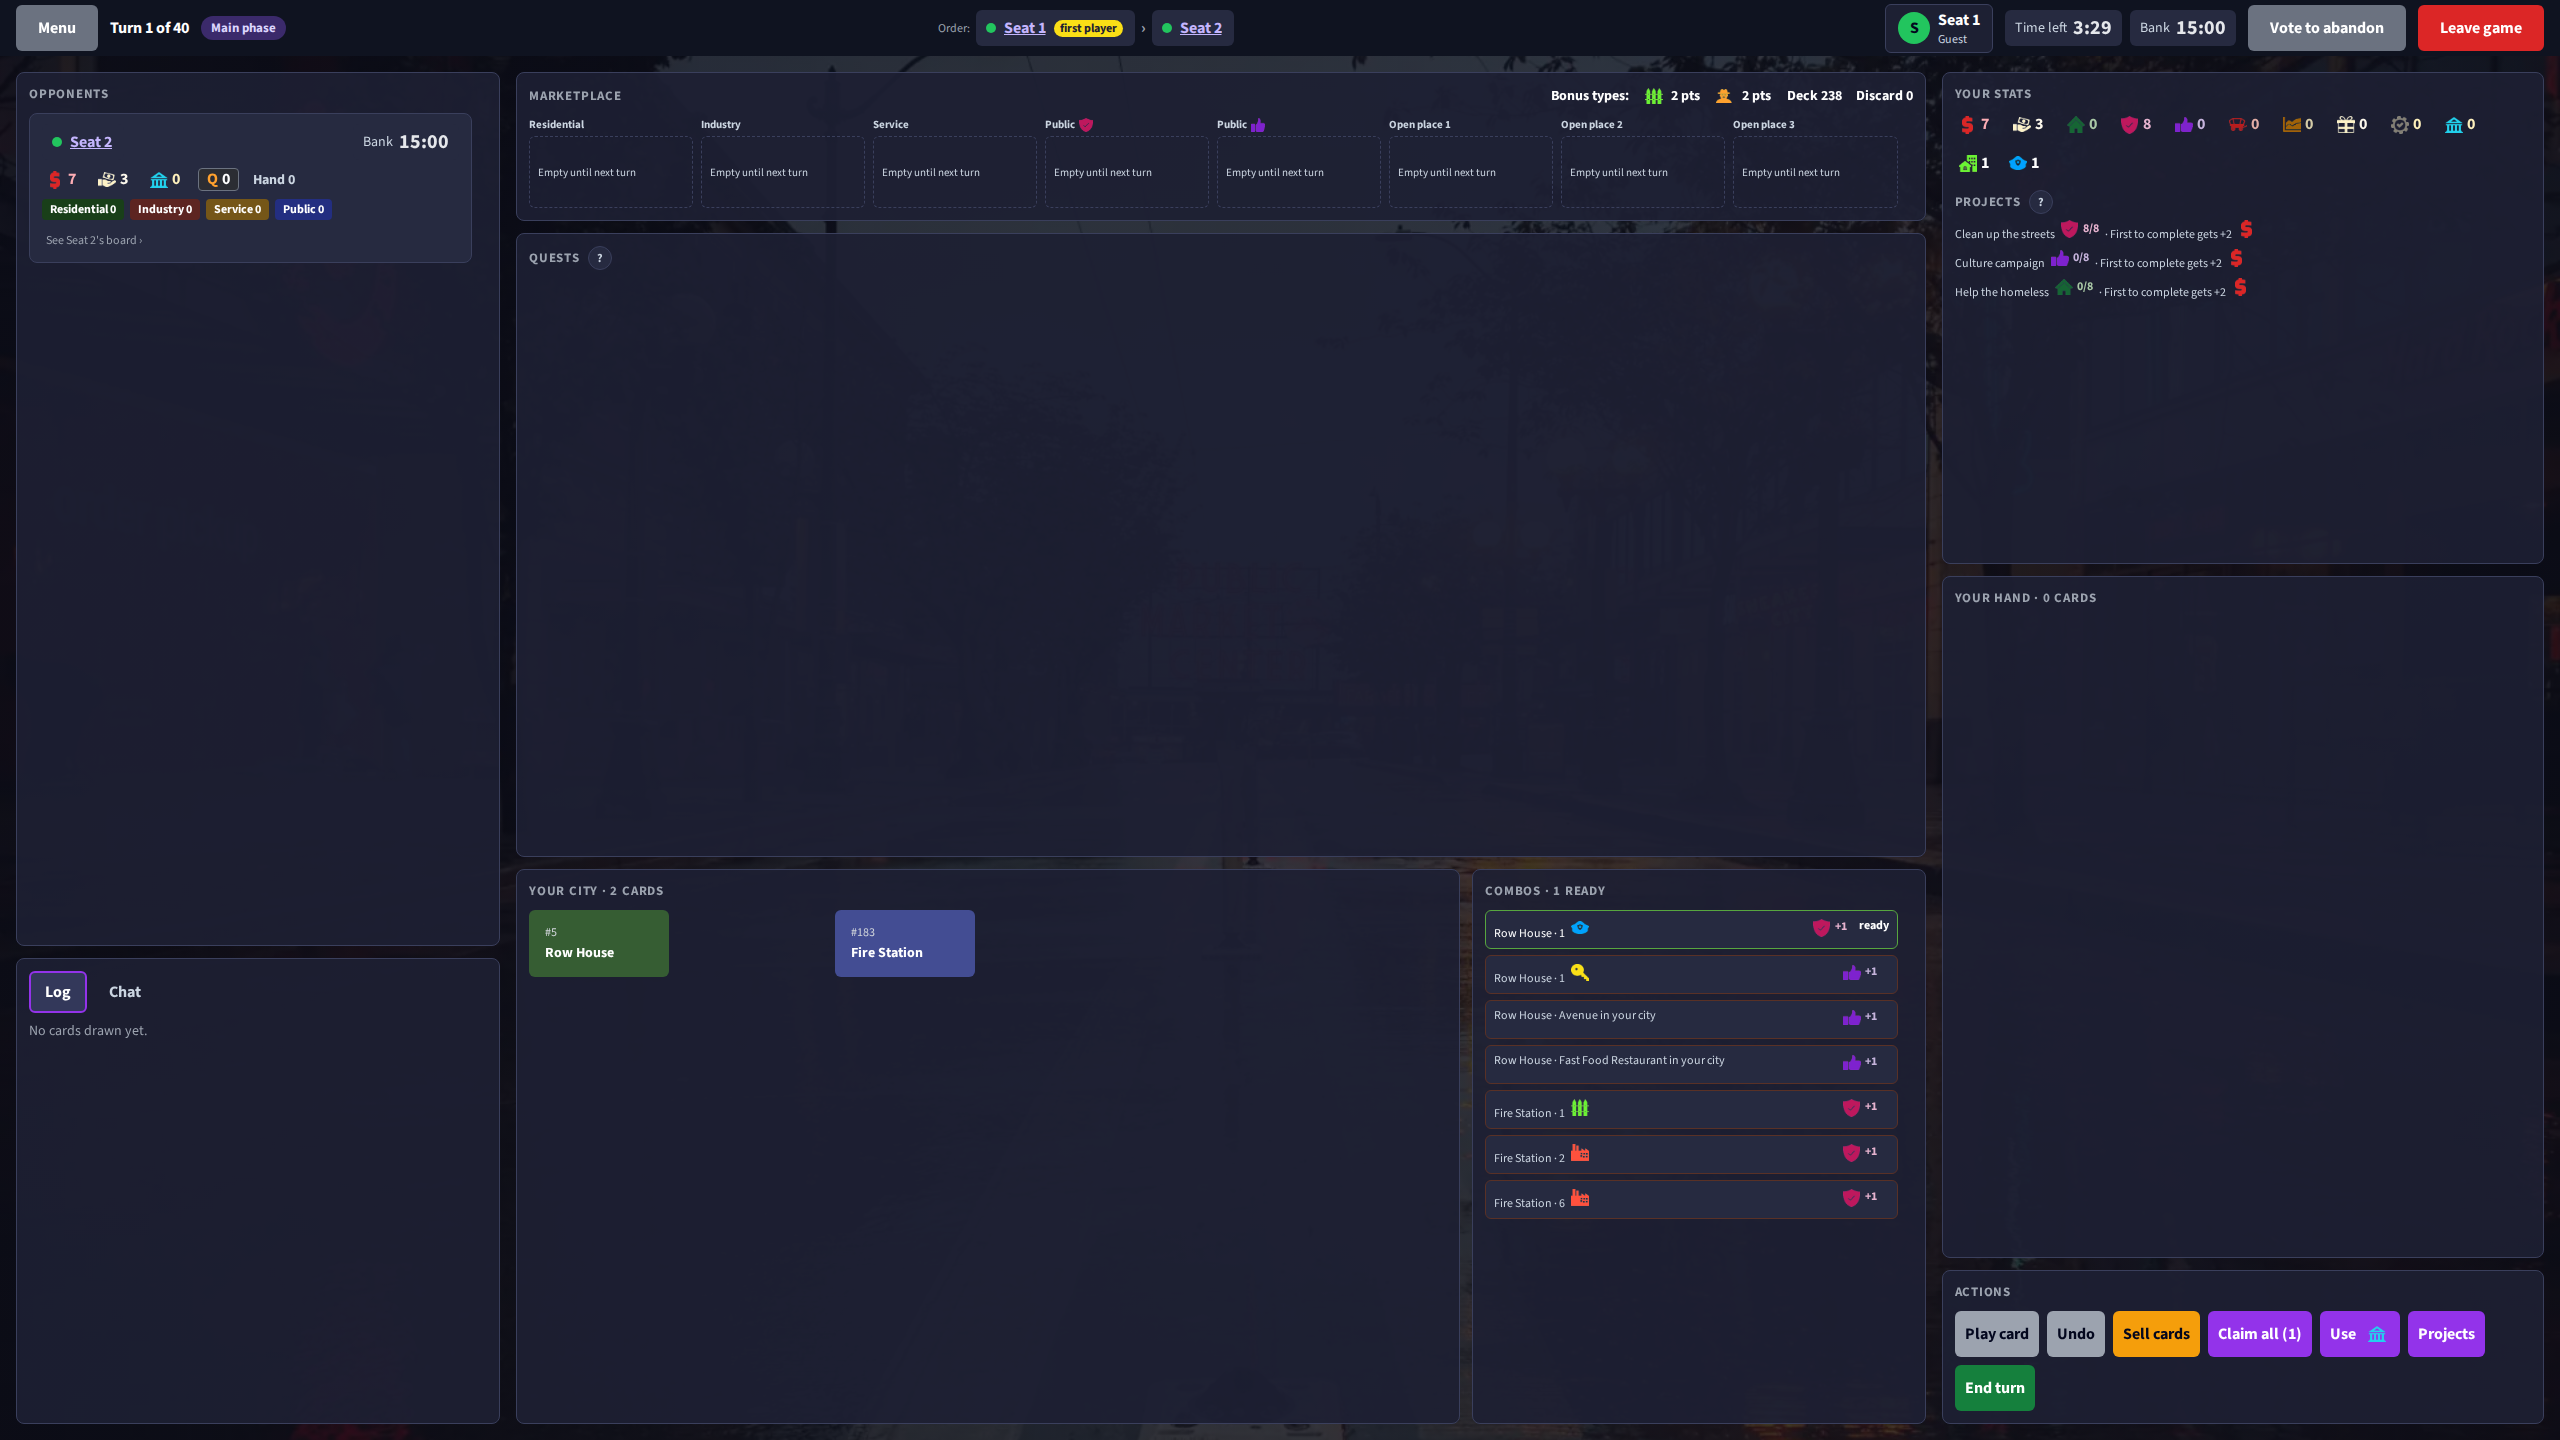 Menu
Turn 1 of 40
Main phase
Order:
Seat 1
first player
›
Seat 2
S
Seat 1
Guest
Time left 3:29
Bank 15:00
Vote to abandon
Leave game
OPPONENTS
Seat 2
Bank 15:00
7
3
0
Q 0
Hand 0
Residential 0
Industry 0
Service 0
Public 0
See Seat 2's board ›
MARKETPLACE
Bonus types:
2 pts
2 pts
Deck 238
Discard 0
Residential
Industry
Service
Public
Public
Open place 1
Open place 2
Open place 3
Empty until next turn
Empty until next turn
Empty until next turn
Empty until next turn
Empty until next turn
Empty until next turn
Empty until next turn
Empty until next turn
QUESTS ?
YOUR STATS
7
3
0
8
0
0
0
0
0
0
1
1
PROJECTS ?
Clean up the streets 8/8 · First to complete gets +2
Culture campaign 0/8 · First to complete gets +2
Help the homeless 0/8 · First to complete gets +2
YOUR HAND · 0 CARDS
Log
Chat
No cards drawn yet.
YOUR CITY · 2 CARDS
#5
Row House
#183
Fire Station
COMBOS · 1 READY
Row House · 1 +1 ready
Row House · 1 +1
Row House · Avenue in your city +1
Row House · Fast Food Restaurant in your city +1
Fire Station · 1 +1
Fire Station · 2 +1
Fire Station · 6 +1
ACTIONS
Play card
Undo
Sell cards
Claim all (1)
Use
Projects
End turn